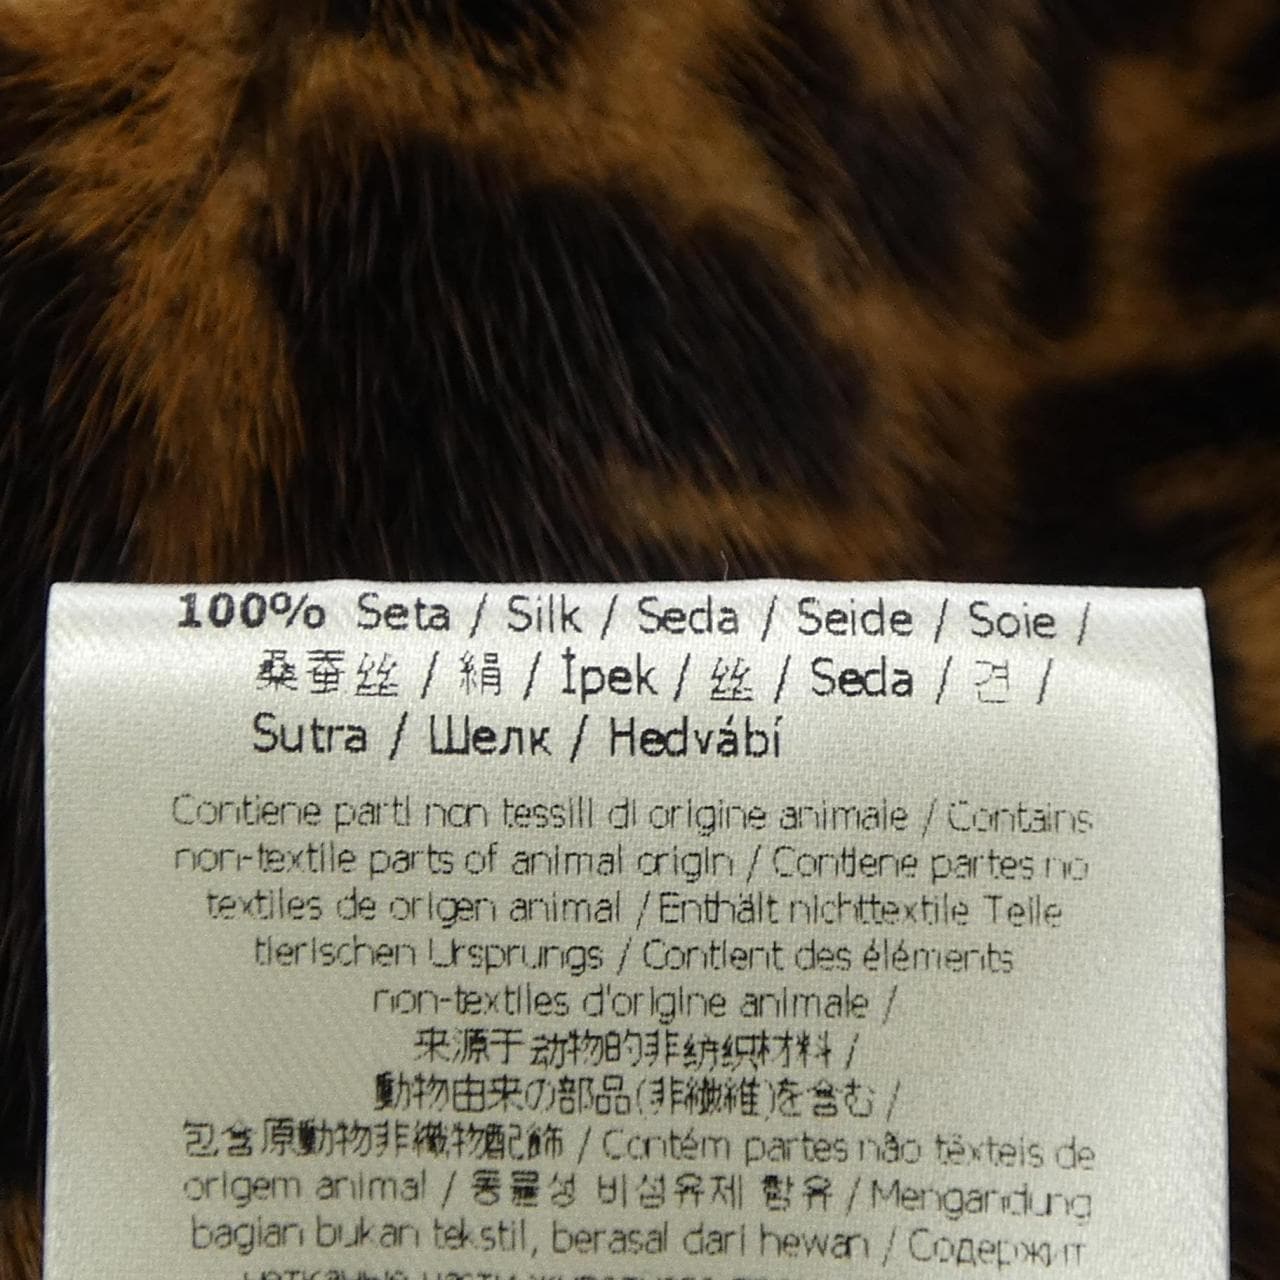 100% Seta / Silk / Seda / Seide / Soie /
桑蚕丝 / 絹 / İpek / 丝 / Seda / 견 /
Sutra / Шелк / Hedvábí
Contiene parti non tessili di origine animale / Contains
non-textile parts of animal origin / Contiene partes no
textiles de origen animal / Enthält nichttextile Teile
tierischen Ursprungs / Contient des éléments
non-textiles d'origine animale /
来源于动物的非纺织材料 /
動物由来の部品(非繊維)を含む /
包含原動物非織物配飾 / Contém partes não têxteis de
origem animal / 동물성 비섬유제 함유 / Mengandung
bagian bukan tekstil, berasal dari hewan / Содержит